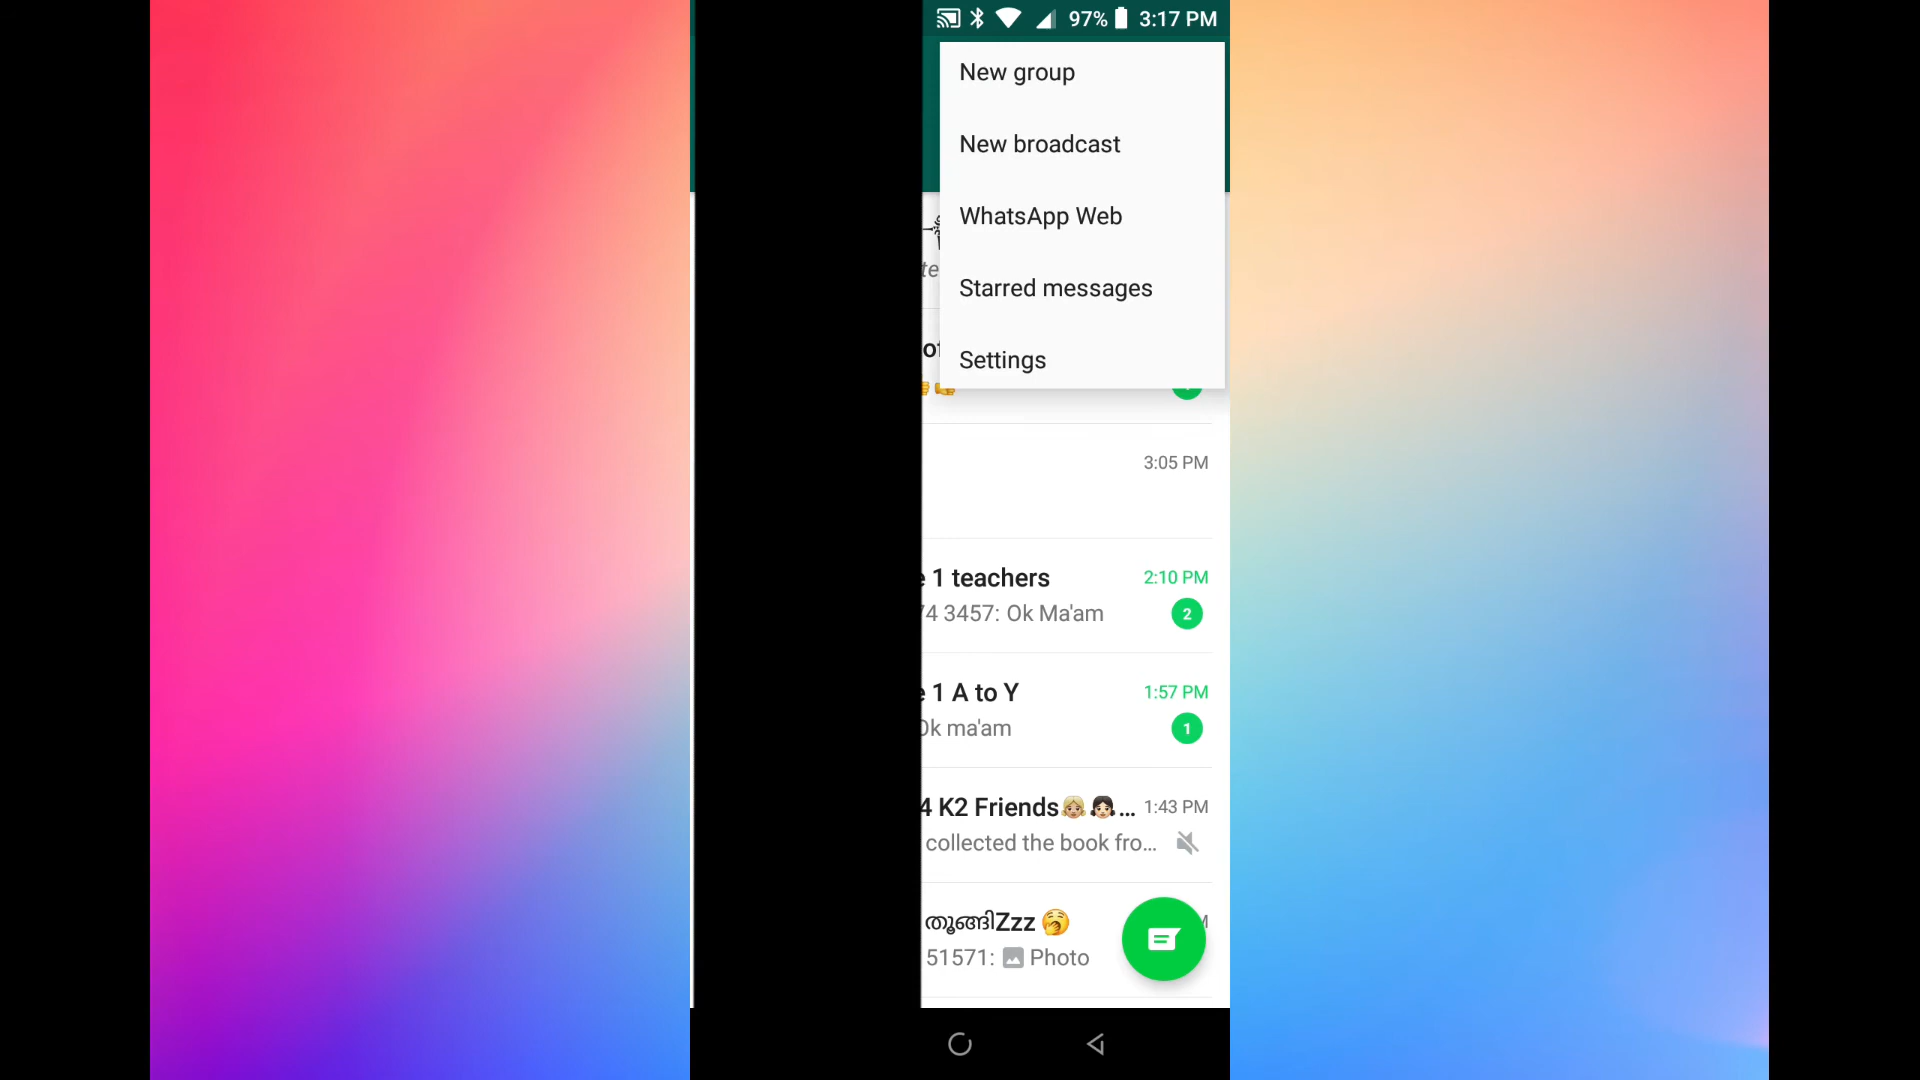 97% 3:17 PM
New group
New broadcast
WhatsApp Web
Starred messages
Settings
3:05 PM
1 teachers 2:10 PM
3457: Ok Ma'am 2
1 A to Y 1:57 PM
ma'am 1
4 K2 Friends👧🏼👧🏻... 1:43 PM
collected the book fro...
തൂങ്ങിZzz 🥱
51571: Photo